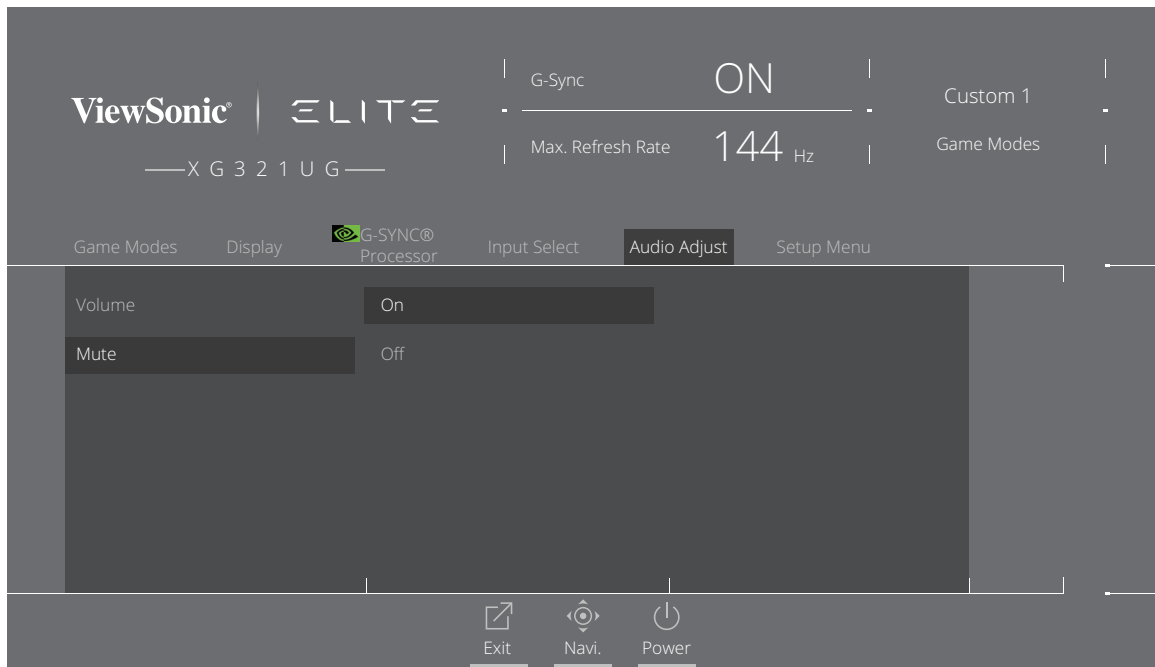 ViewSonic® ELITE
XG321UG
G-Sync ON
Max. Refresh Rate 144 Hz
Custom 1
Game Modes
Game Modes Display G-SYNC® Processor Input Select Audio Adjust Setup Menu
Volume On
Mute Off
Exit Navi. Power